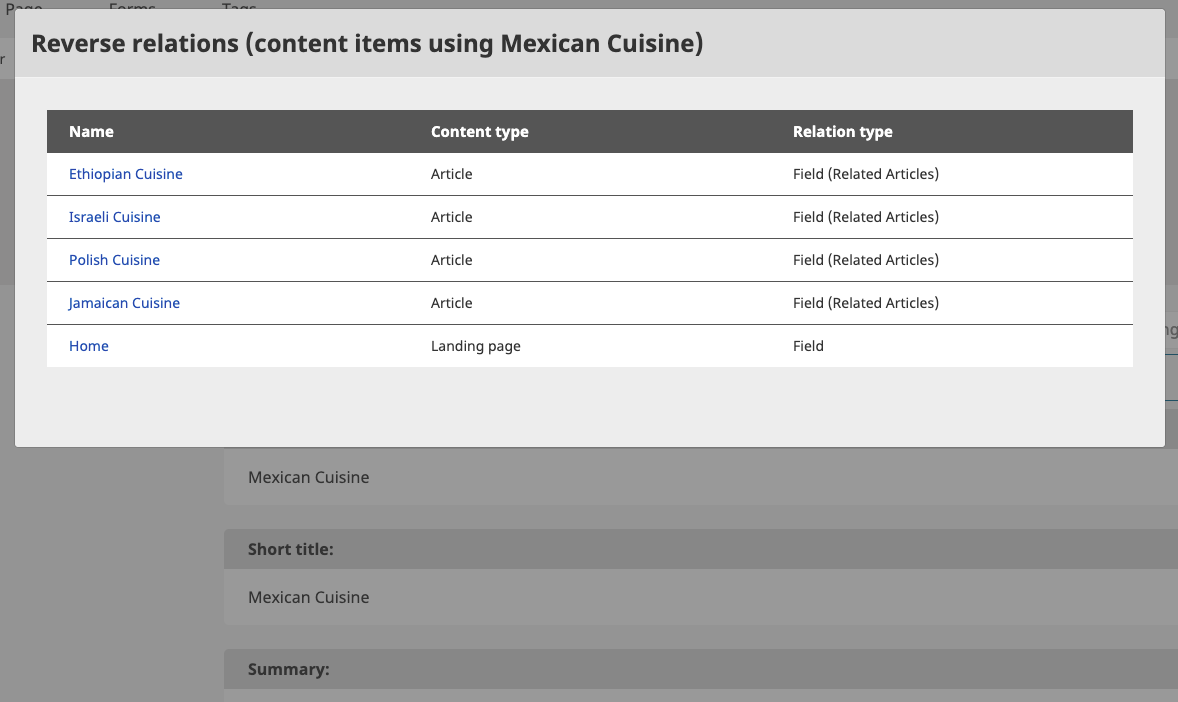 Page Forms Tags
Reverse relations (content items using Mexican Cuisine)
r
Name Content type Relation type
Ethiopian Cuisine Article Field (Related Articles)
Israeli Cuisine Article Field (Related Articles)
Polish Cuisine Article Field (Related Articles)
Jamaican Cuisine Article Field (Related Articles)
ng
Home Landing page Field
Mexican Cuisine
Short title:
Mexican Cuisine
Summary: